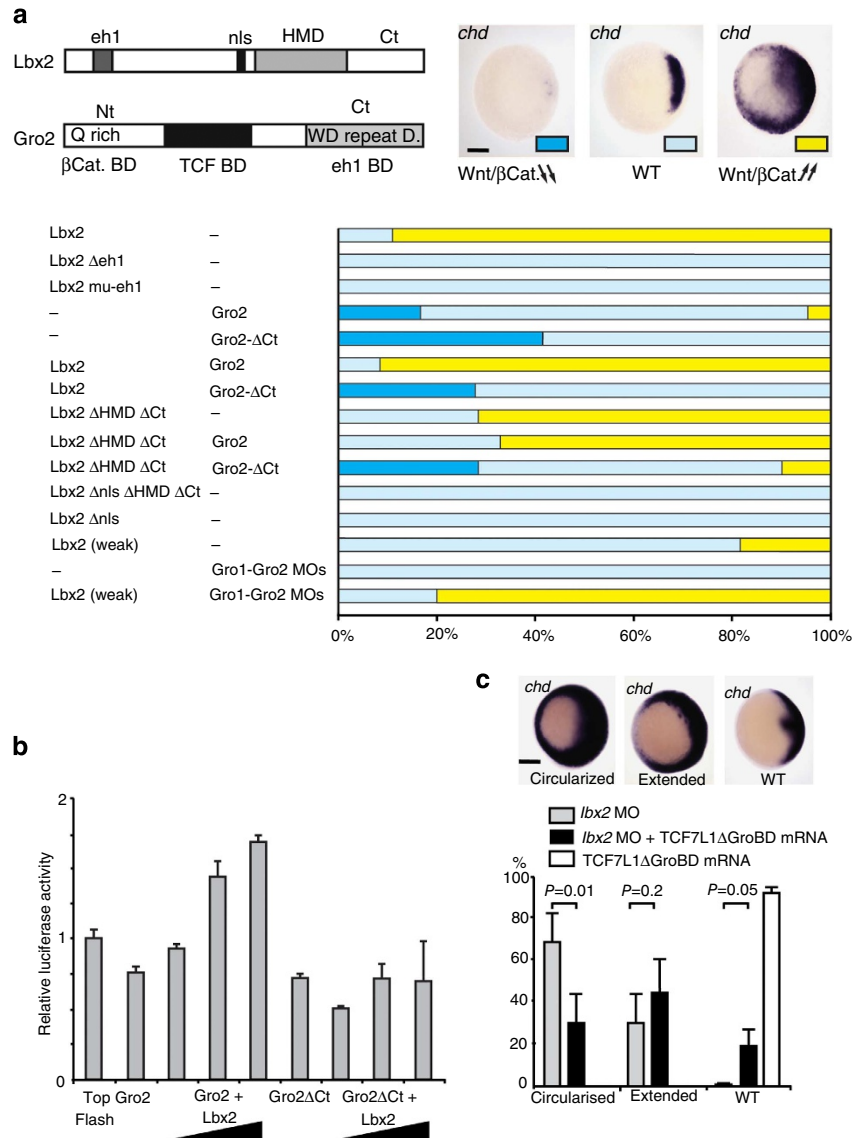 a
eh1 nls HMD Ct
Lbx2
Nt Ct
Gro2 Q rich WD repeat D.
βCat. BD TCF BD eh1 BD
chd chd chd
Wnt/βCat. WT Wnt/βCat.
Lbx2 –
Lbx2 Δeh1 –
Lbx2 mu-eh1 –
– Gro2
– Gro2-ΔCt
Lbx2 Gro2
Lbx2 Gro2-ΔCt
Lbx2 ΔHMD ΔCt –
Lbx2 ΔHMD ΔCt Gro2
Lbx2 ΔHMD ΔCt Gro2-ΔCt
Lbx2 Δnls ΔHMD ΔCt –
Lbx2 Δnls –
Lbx2 (weak) –
– Gro1-Gro2 MOs
Lbx2 (weak) Gro1-Gro2 MOs
0% 20% 40% 60% 80% 100%
b
Relative luciferase activity
2
1
0
Top Gro2 Gro2 + Gro2ΔCt Gro2ΔCt +
Flash Lbx2 Lbx2
c
chd chd chd
Circularized Extended WT
lbx2 MO
lbx2 MO + TCF7L1ΔGroBD mRNA
TCF7L1ΔGroBD mRNA
%
100
80
60
40
20
0
P=0.01 P=0.2 P=0.05
Circularised Extended WT